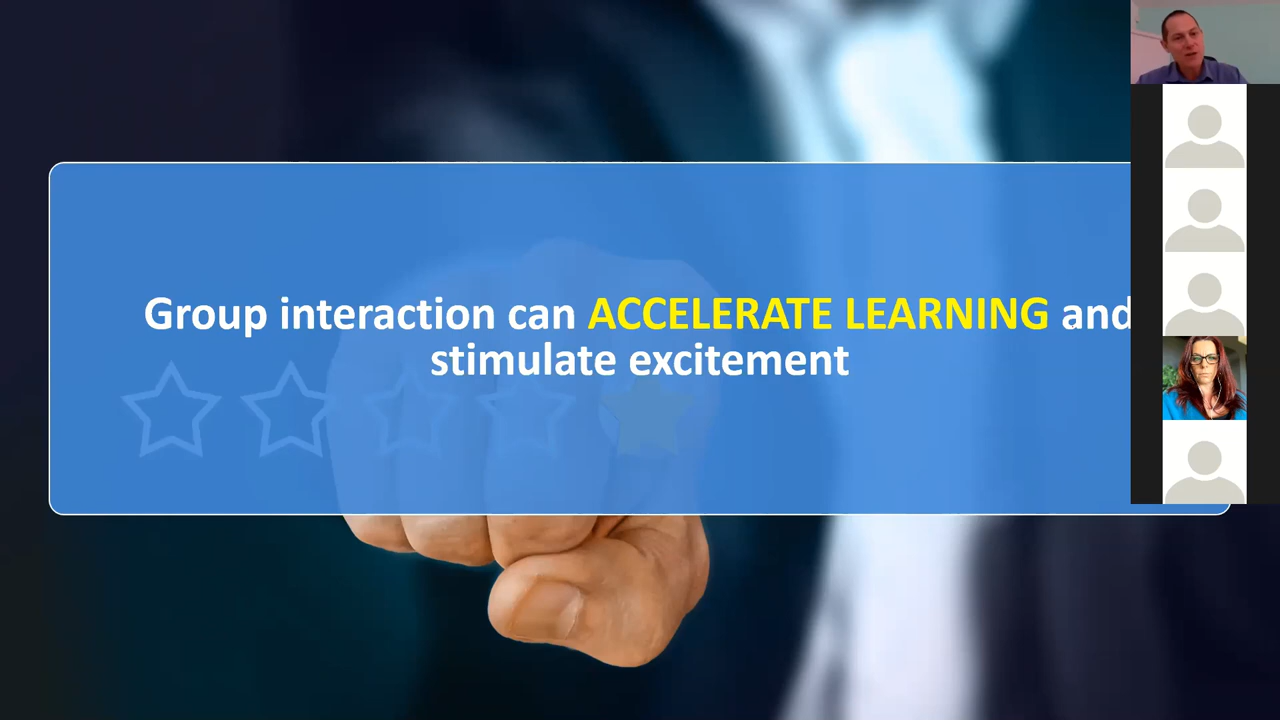 Group interaction can ACCELERATE LEARNING and
stimulate excitement